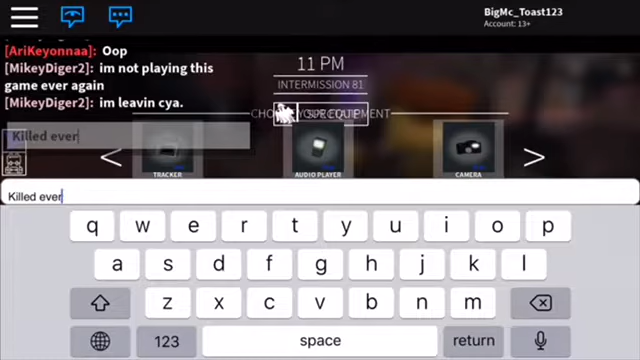 BigMc_Toast123
Account: 13+
[AriKeyonnaa]: Oop
[MikeyDiger2]: im not playing this
game ever again
[MikeyDiger2]: im leavin cya.
11 PM
INTERMISSION 81
SPECTATE
Killed ever
< >
TRACKER
AUDIO PLAYER
CAMERA
Killed ever
q w e r t y u i o p
a s d f g h j k l
z x c v b n m
123 space return